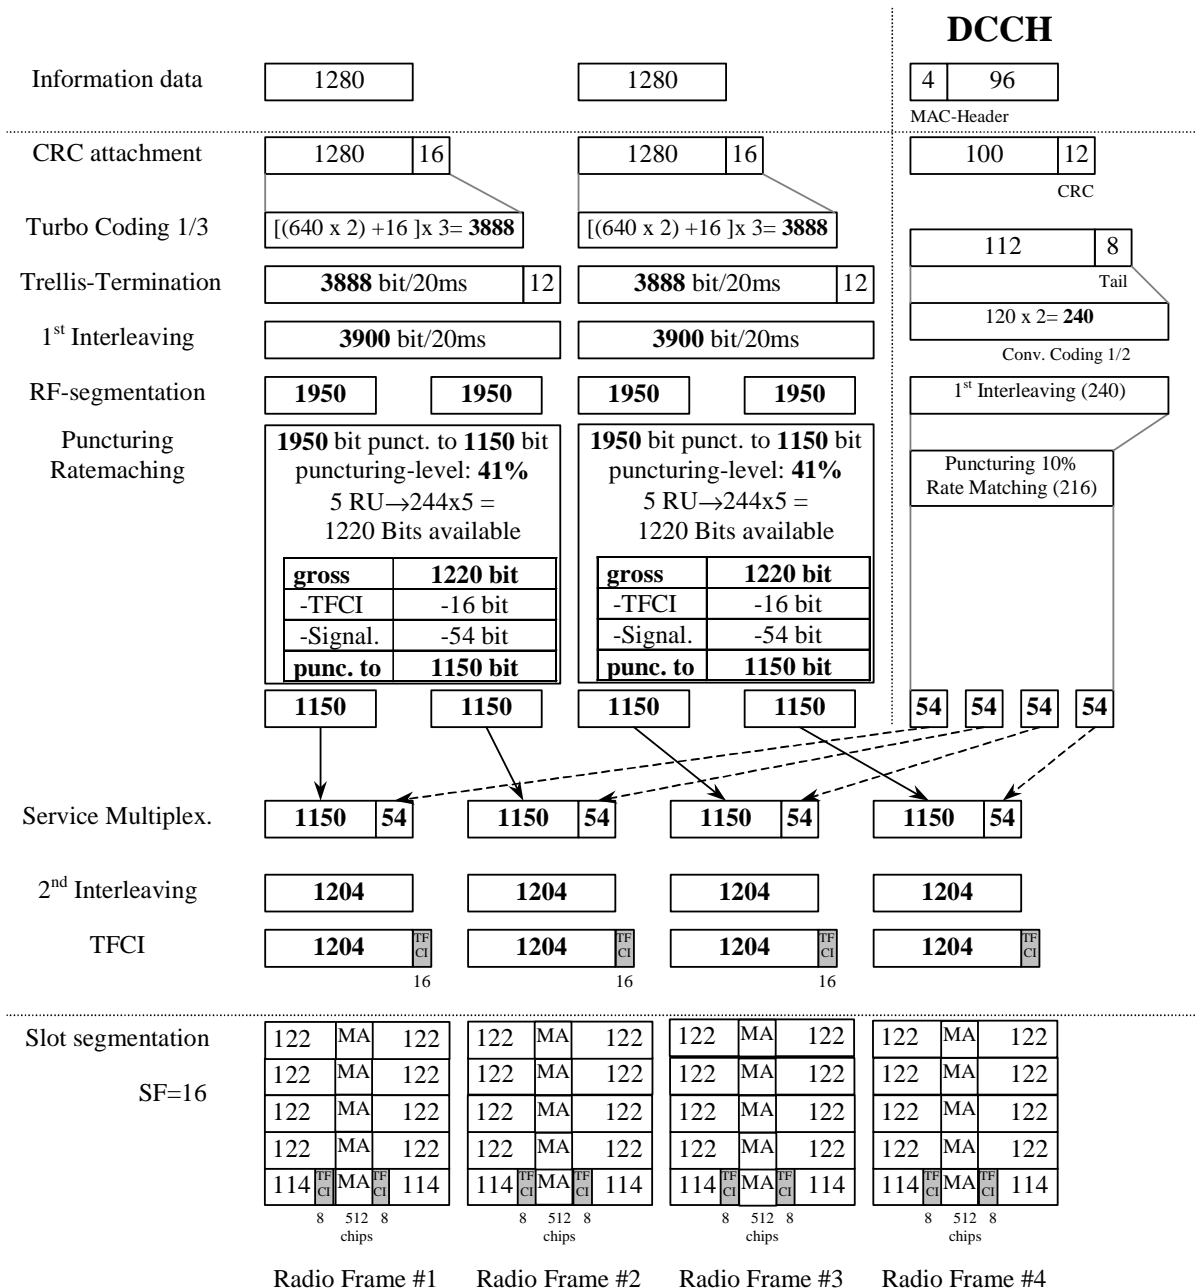 DCCH
Information data 1280 1280 4 96
MAC-Header
CRC attachment 1280 16 1280 16 100 12
CRC
Turbo Coding 1/3 [(640 x 2) +16 ]x 3= 3888 [(640 x 2) +16 ]x 3= 3888
112 8
Tail
Trellis-Termination 3888 bit/20ms 12 3888 bit/20ms 12
120 x 2= 240
Conv. Coding 1/2
1st Interleaving 3900 bit/20ms 3900 bit/20ms
RF-segmentation 1950 1950 1950 1950 1st Interleaving (240)
Puncturing
Ratemaching
1950 bit punct. to 1150 bit
puncturing-level: 41%
5 RU→244x5 =
1220 Bits available
gross 1220 bit
-TFCI -16 bit
-Signal. -54 bit
punc. to 1150 bit
1950 bit punct. to 1150 bit
puncturing-level: 41%
5 RU→244x5 =
1220 Bits available
gross 1220 bit
-TFCI -16 bit
-Signal. -54 bit
punc. to 1150 bit
Puncturing 10%
Rate Matching (216)
1150 1150 1150 1150 54 54 54 54
Service Multiplex. 1150 54 1150 54 1150 54 1150 54
2nd Interleaving 1204 1204 1204 1204
TFCI 1204 TF CI 1204 TF CI 1204 TF CI 1204 TF CI
16 16 16
Slot segmentation 122 MA 122 122 MA 122 122 MA 122 122 MA 122
SF=16 122 MA 122 122 MA 122 122 MA 122 122 MA 122
122 MA 122 122 MA 122 122 MA 122 122 MA 122
122 MA 122 122 MA 122 122 MA 122 122 MA 122
114 TF CI MA TF CI 114 114 TF CI MA TF CI 114 114 TF CI MA TF CI 114 114 TF CI MA TF CI 114
8 512 8 8 512 8 8 512 8 8 512 8
chips chips chips chips
Radio Frame #1 Radio Frame #2 Radio Frame #3 Radio Frame #4